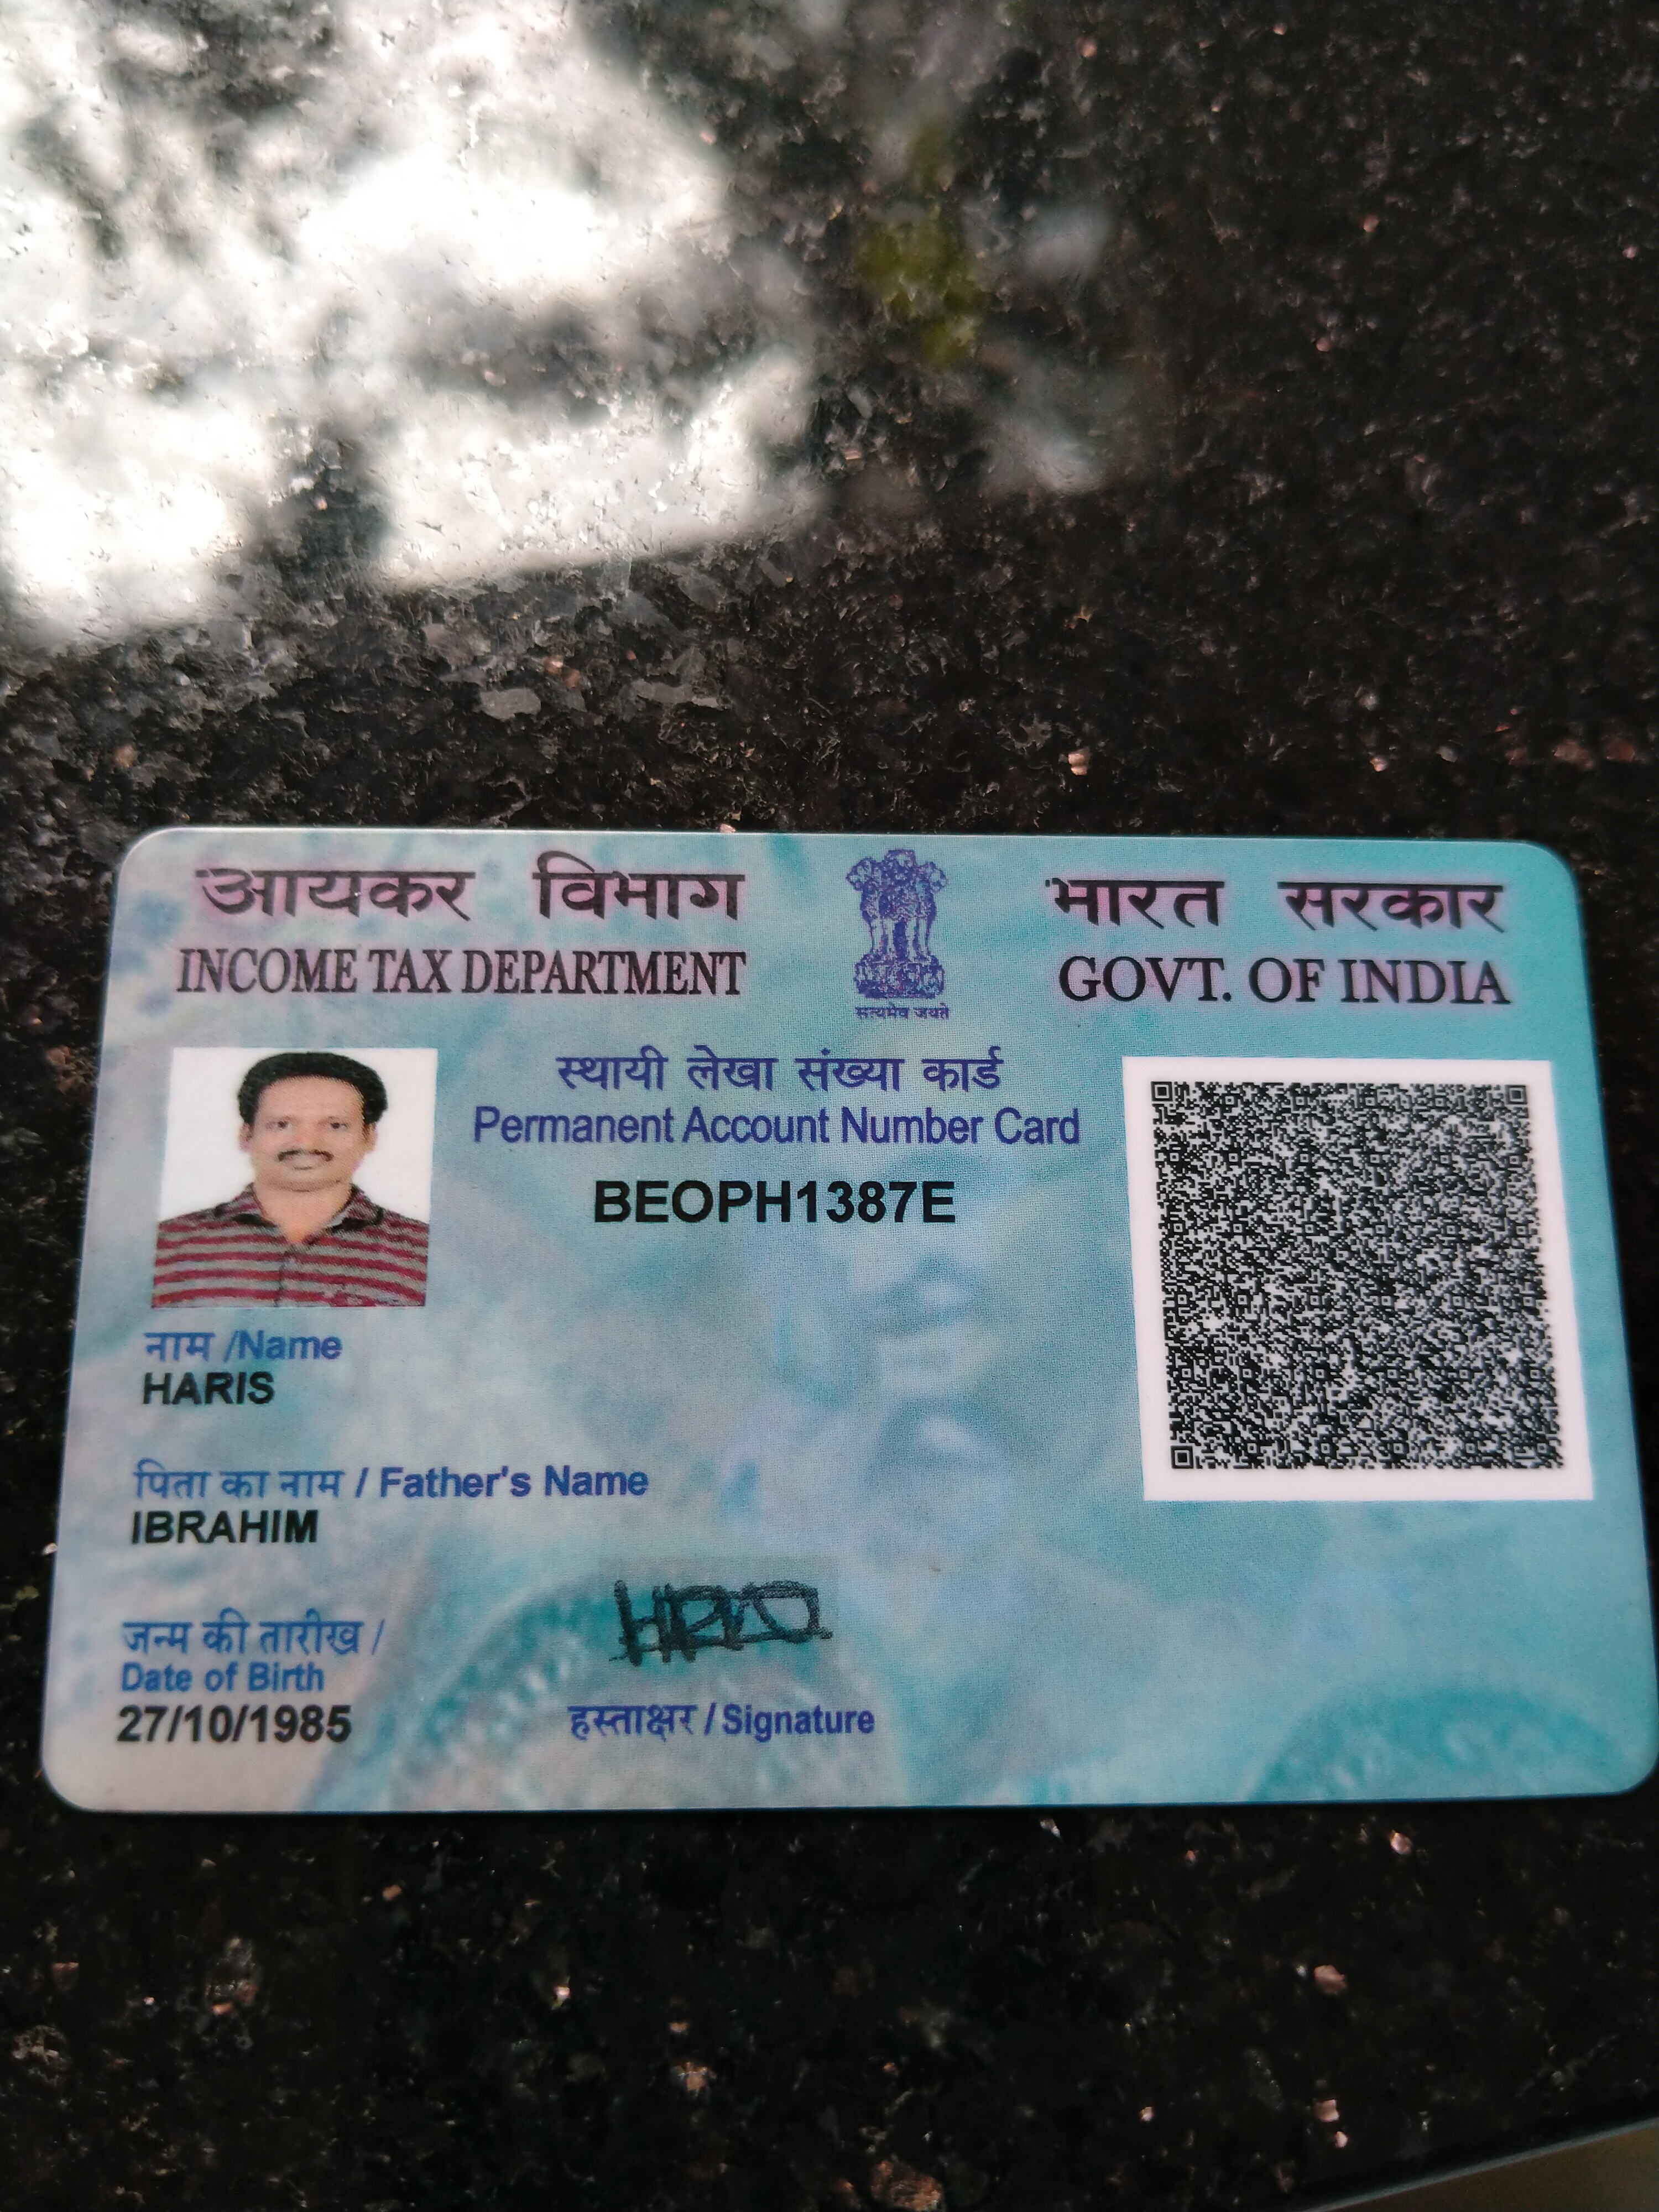 आयकर विभाग
INCOME TAX DEPARTMENT
सत्यमेव जयते
भारत सरकार
GOVT. OF INDIA
स्थायी लेखा संख्या कार्ड
Permanent Account Number Card
BEOPH1387E
नाम /Name
HARIS
पिता का नाम / Father's Name
IBRAHIM
जन्म की तारीख /
Date of Birth
27/10/1985
हस्ताक्षर / Signature